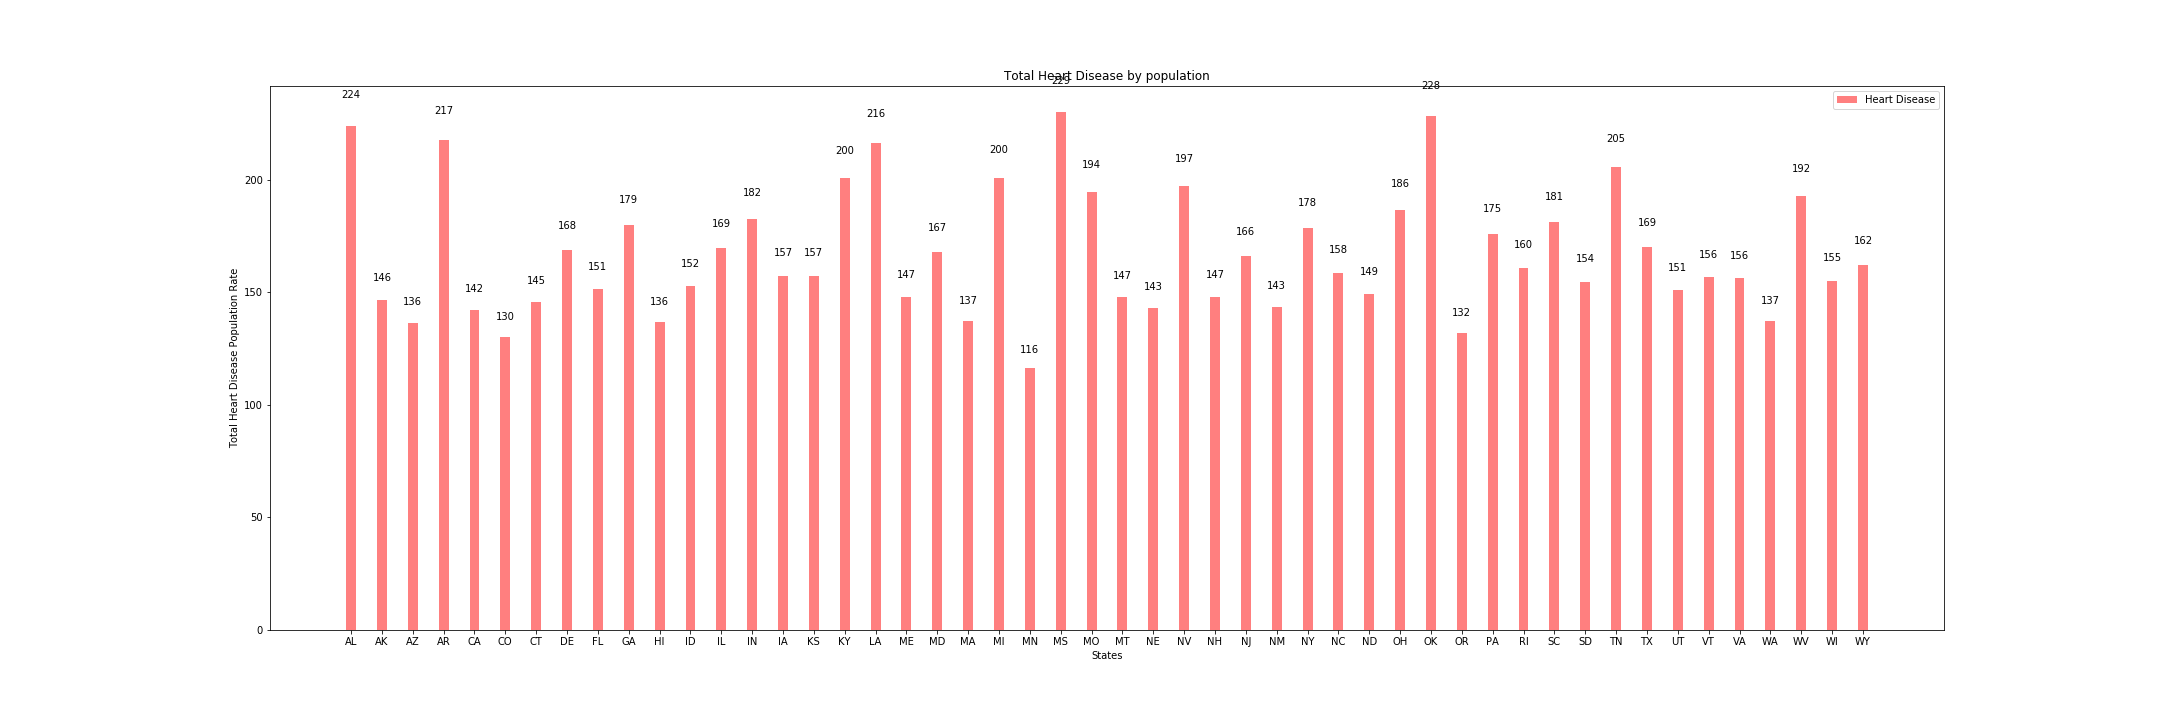 Total Heart Disease by population
Heart Disease
Total Heart Disease Population Rate
200
150
100
50
0
224 146 136 217 142 130 145 168 151 179 136 152 169 182 157 157 200 216 147 167 137 200 116 229 194 147 143 197 147 166 143 178 158 149 186 228 132 175 160 181 154 205 169 151 156 156 137 192 155 162
AL AK AZ AR CA CO CT DE FL GA HI ID IL IN IA KS KY LA ME MD MA MI MN MS MO MT NE NV NH NJ NM NY NC ND OH OK OR PA RI SC SD TN TX UT VT VA WA WV WI WY
States